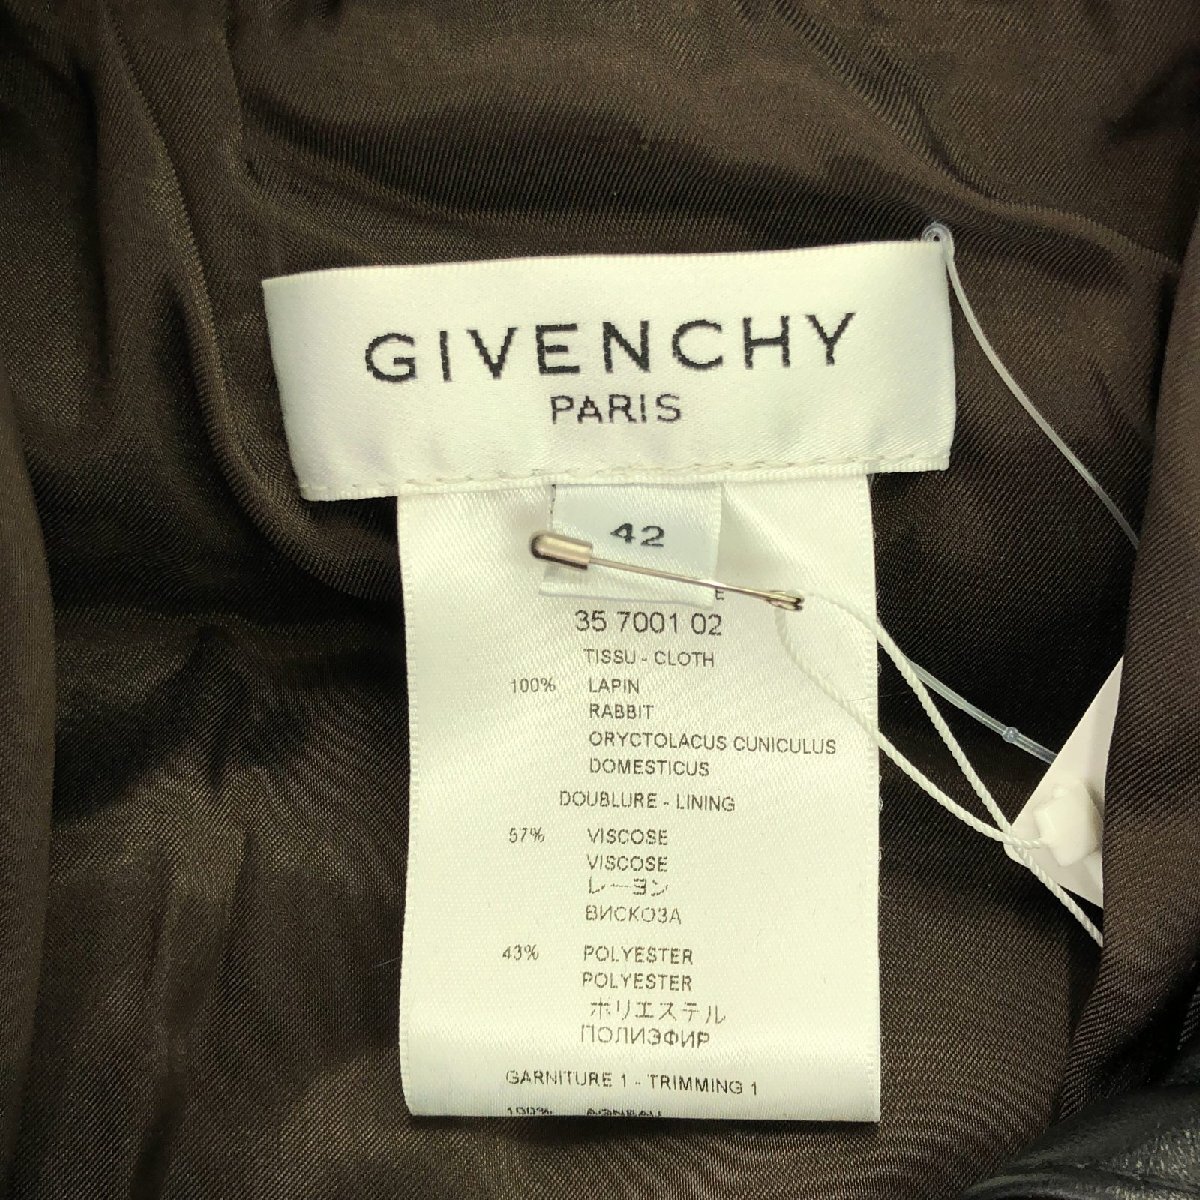 GIVENCHY
PARIS
42
E
35 7001 02
TISSU - CLOTH
100% LAPIN
RABBIT
ORYCTOLACUS CUNICULUS
DOMESTICUS
DOUBLURE - LINING
57% VISCOSE
VISCOSE
レーヨン
ВИСКОЗА
43% POLYESTER
POLYESTER
ポリエステル
ПОЛИЭФИР
GARNITURE 1 - TRIMMING 1
100% AGNEAU